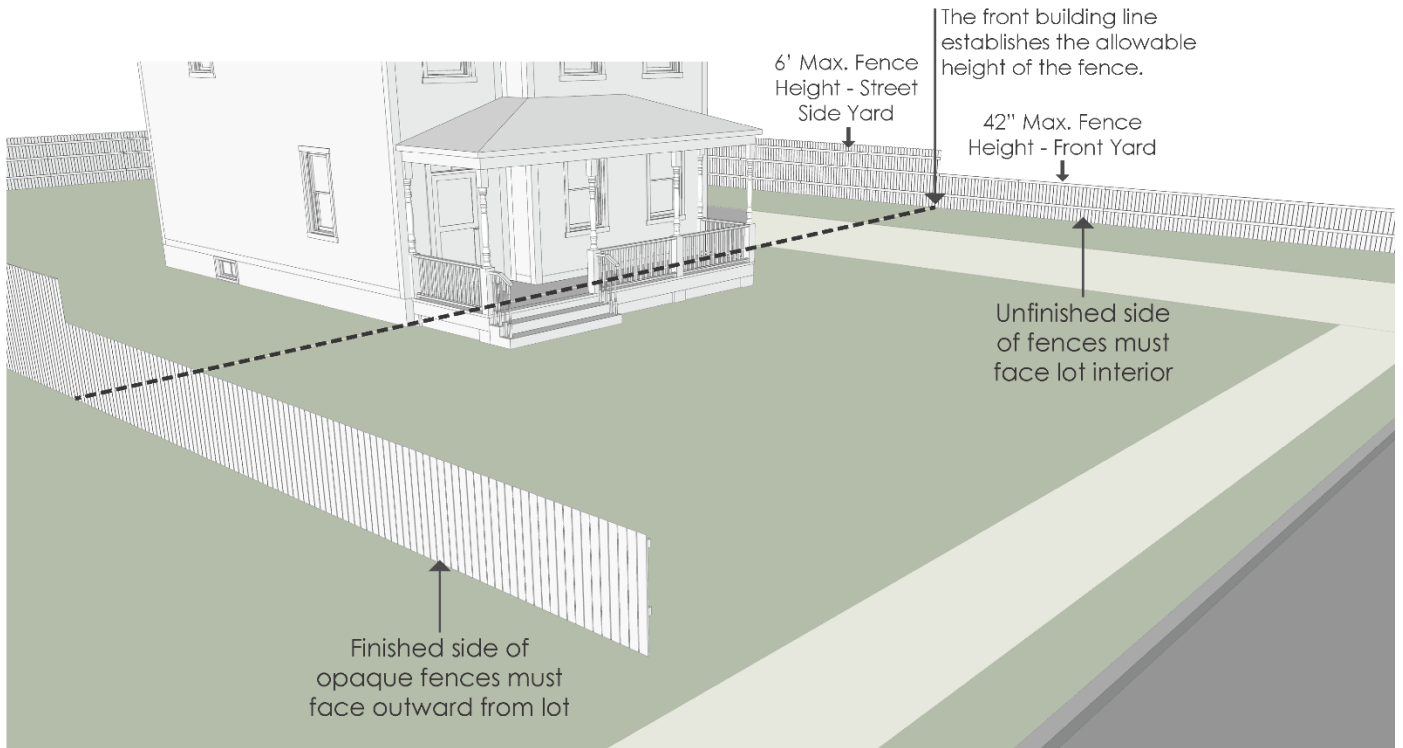 The front building line
establishes the allowable
height of the fence.
6’ Max. Fence
Height - Street
Side Yard
42” Max. Fence
Height - Front Yard
Unfinished side
of fences must
face lot interior
Finished side of
opaque fences must
face outward from lot